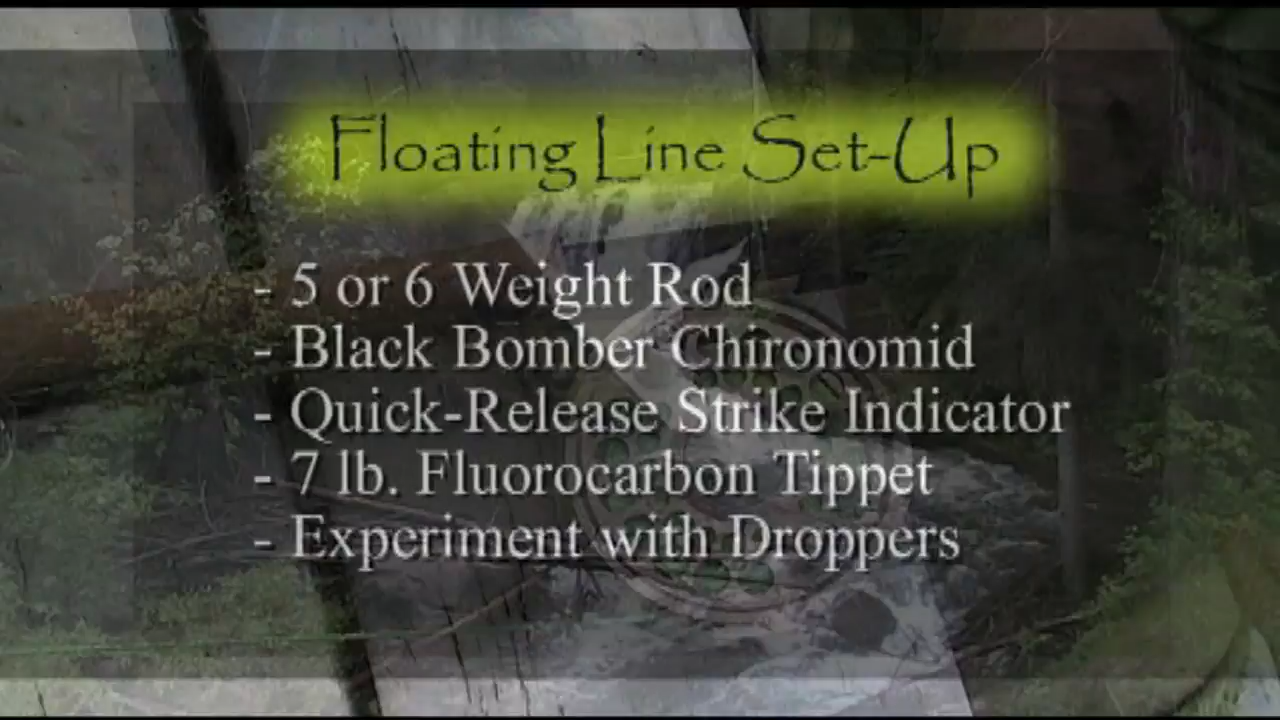 Floating Line Set-Up
- 5 or 6 Weight Rod
- Black Bomber Chironomid
- Quick-Release Strike Indicator
- 7 lb. Fluorocarbon Tippet
- Experiment with Droppers